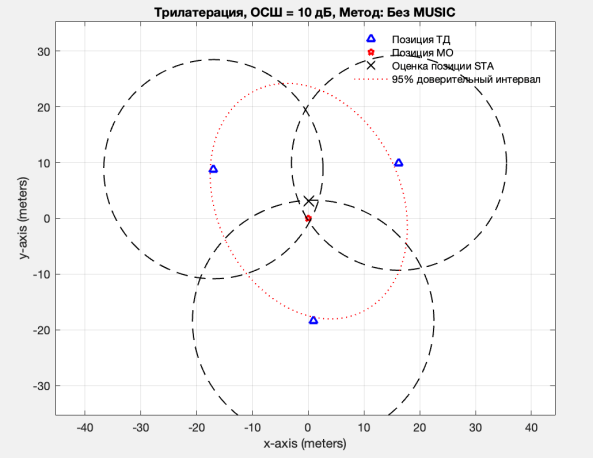 Трилатерация, ОСШ = 10 дБ, Метод: Без MUSIC
Позиция ТД
Позиция МО
Оценка позиции STA
95% доверительный интервал
30
20
10
0
-10
-20
-30
y-axis (meters)
-40
-30
-20
-10
0
10
20
30
40
x-axis (meters)